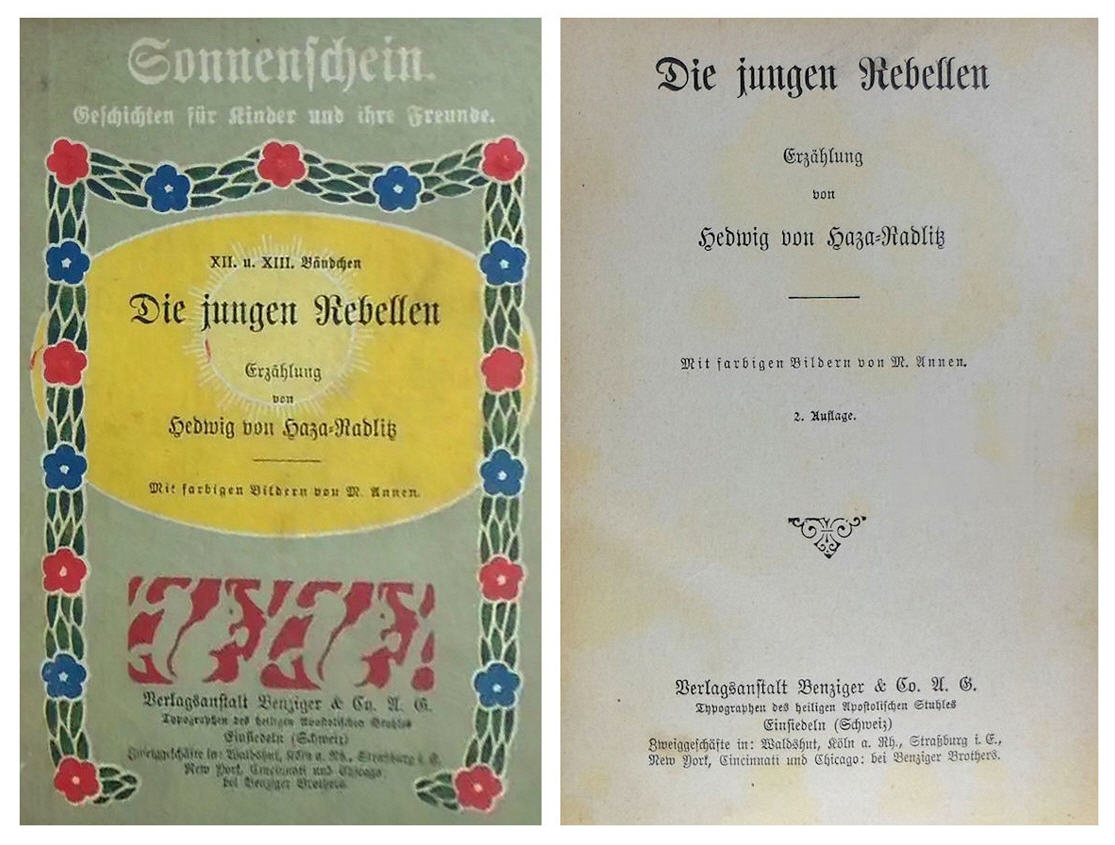 Sonnenschein.
Geschichten für Kinder und ihre Freunde.
XII. u. XIII. Bändchen
Die jungen Rebellen
Erzählung
von
Hedwig von Haza-Radlitz
Mit farbigen Bildern von M. Annen.
Verlagsanstalt Benziger & Co. A. G.
Typographen des heiligen Apostolischen Stuhles
Einsiedeln (Schweiz)
Zweiggeschäfte in: Waldshut, Köln a. Rh., Straßburg i. E.,
New York, Cincinnati und Chicago:
bei Benziger Brothers.
Die jungen Rebellen
Erzählung
von
Hedwig von Haza-Radlitz
Mit farbigen Bildern von M. Annen.
2. Auflage.
Verlagsanstalt Benziger & Co. A. G.
Typographen des heiligen Apostolischen Stuhles
Einsiedeln (Schweiz)
Zweiggeschäfte in: Waldshut, Köln a. Rh., Straßburg i. E.,
New York, Cincinnati und Chicago: bei Benziger Brothers.